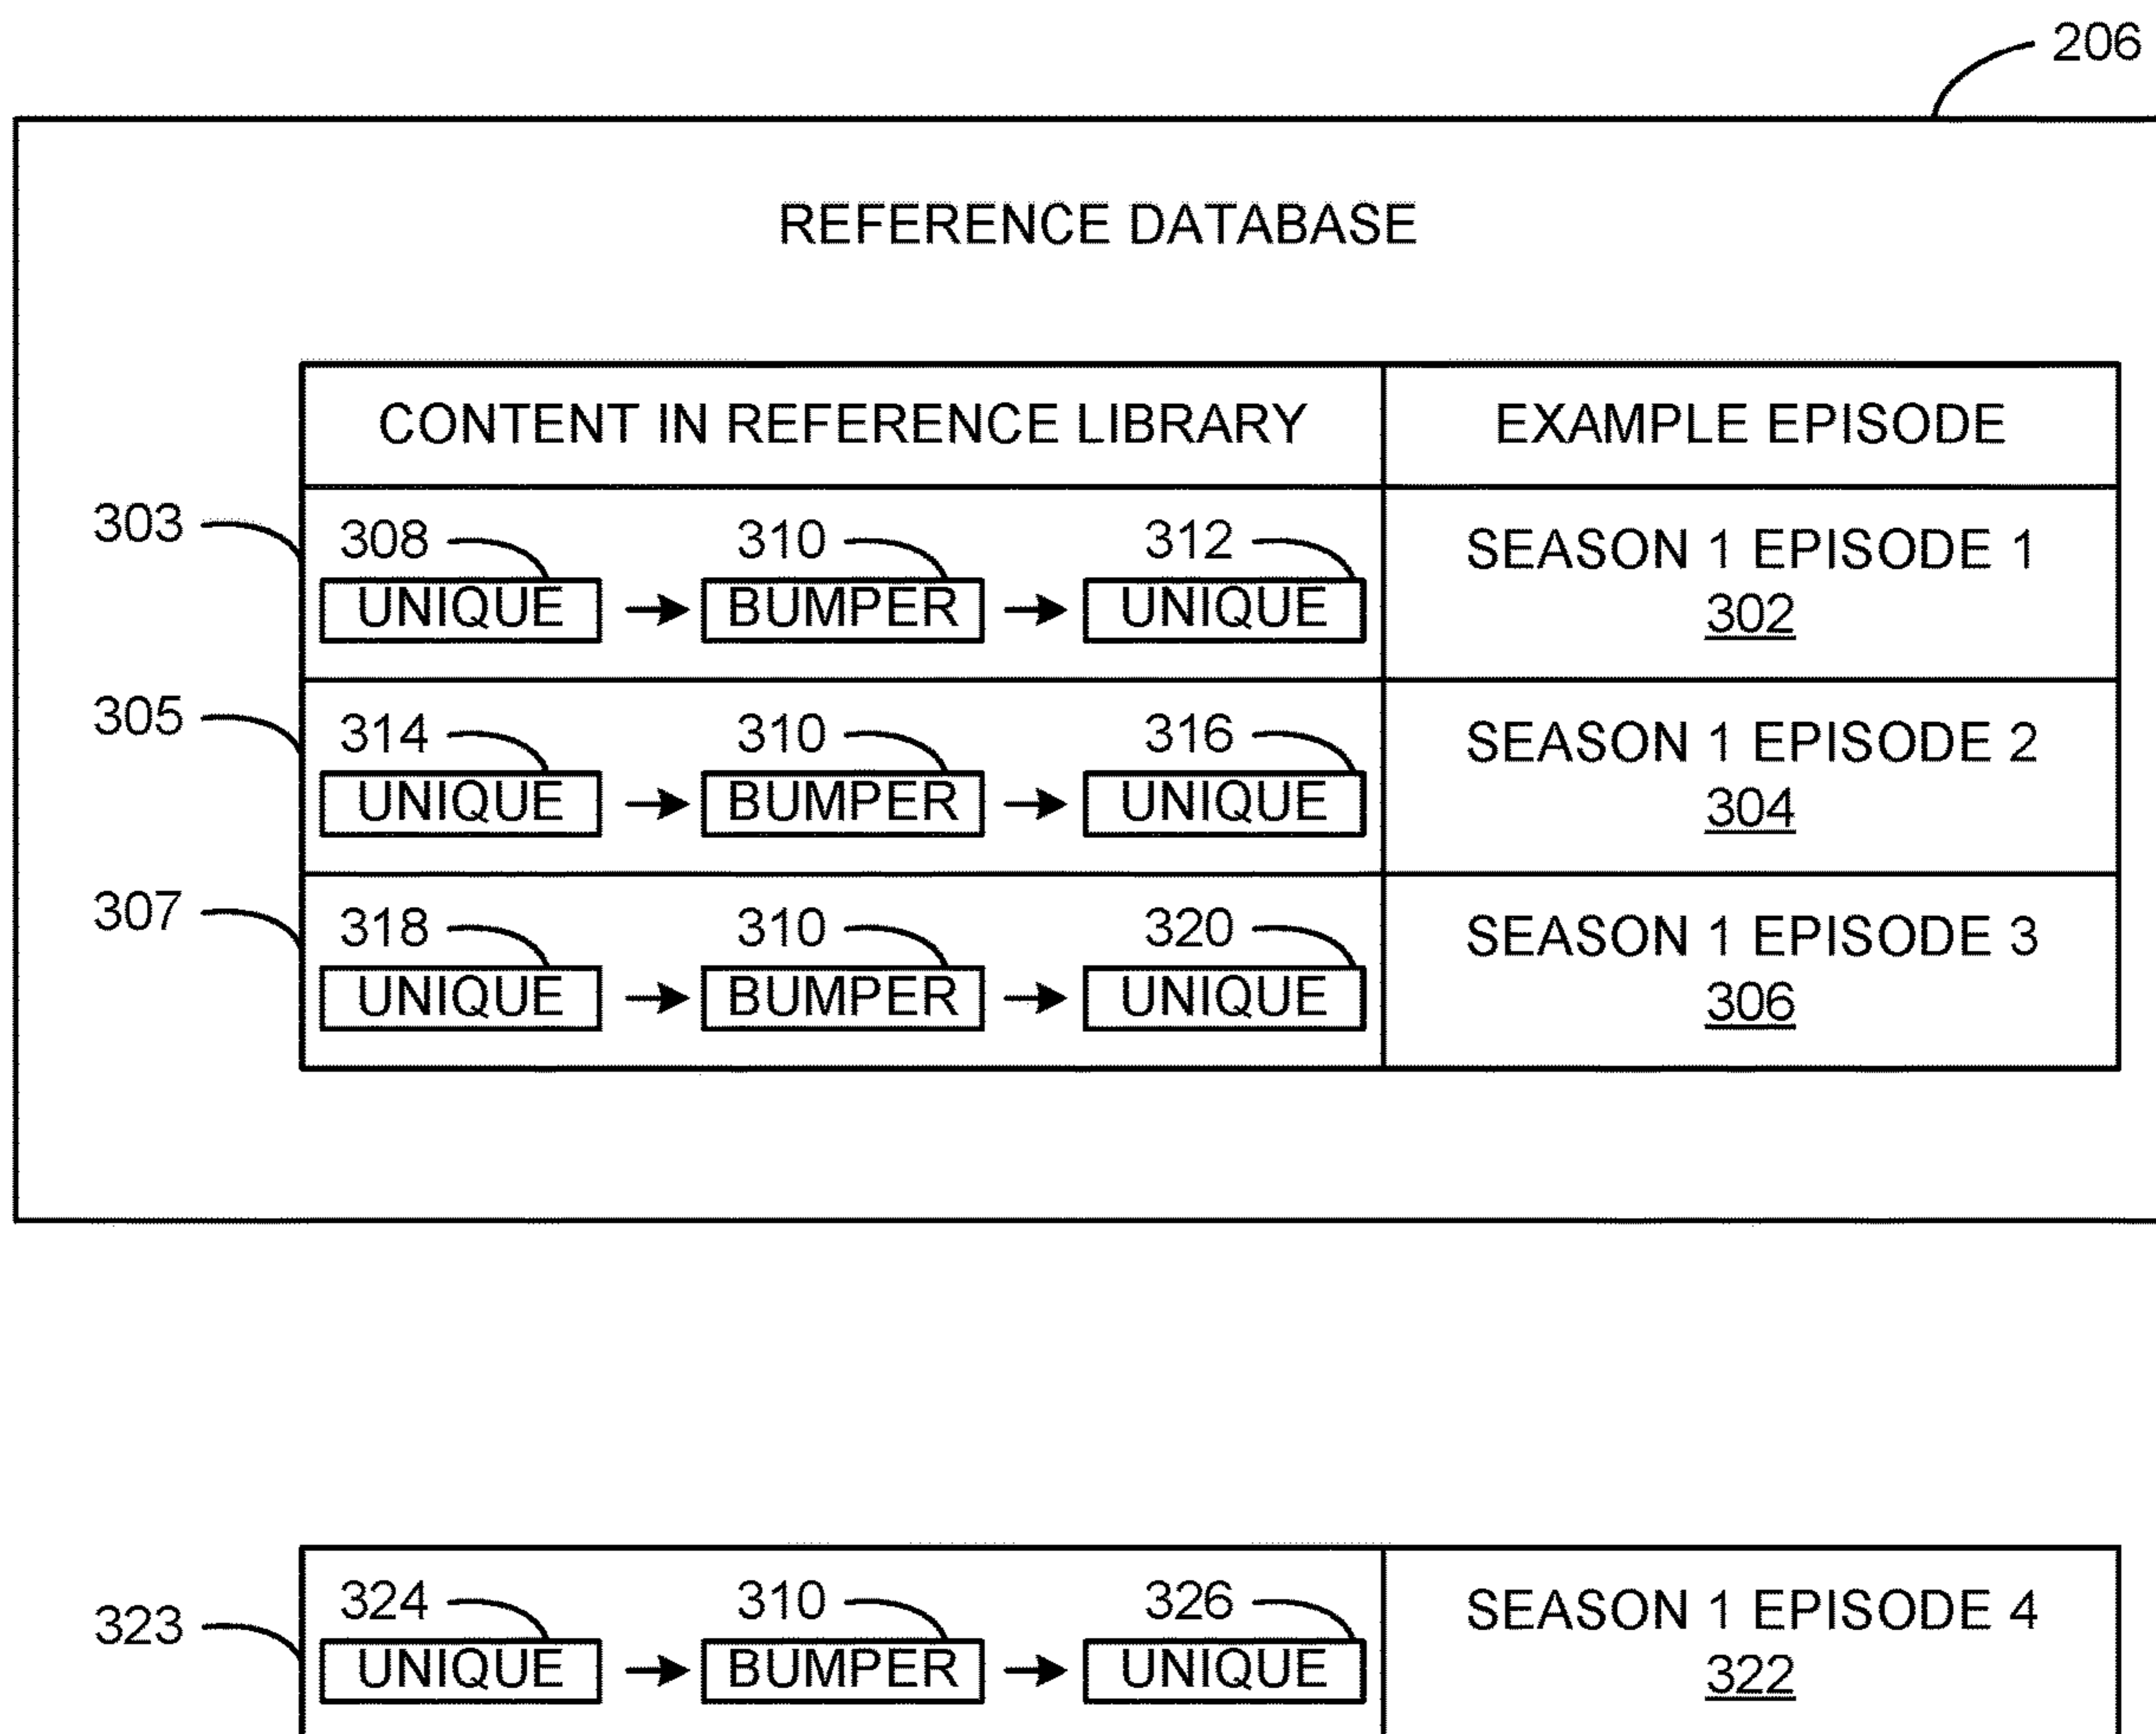 206
REFERENCE DATABASE
CONTENT IN REFERENCE LIBRARY EXAMPLE EPISODE
303 308 310 312 SEASON 1 EPISODE 1
UNIQUE BUMPER UNIQUE 302
305 314 310 316 SEASON 1 EPISODE 2
UNIQUE BUMPER UNIQUE 304
307 318 310 320 SEASON 1 EPISODE 3
UNIQUE BUMPER UNIQUE 306
323 324 310 326 SEASON 1 EPISODE 4
UNIQUE BUMPER UNIQUE 322